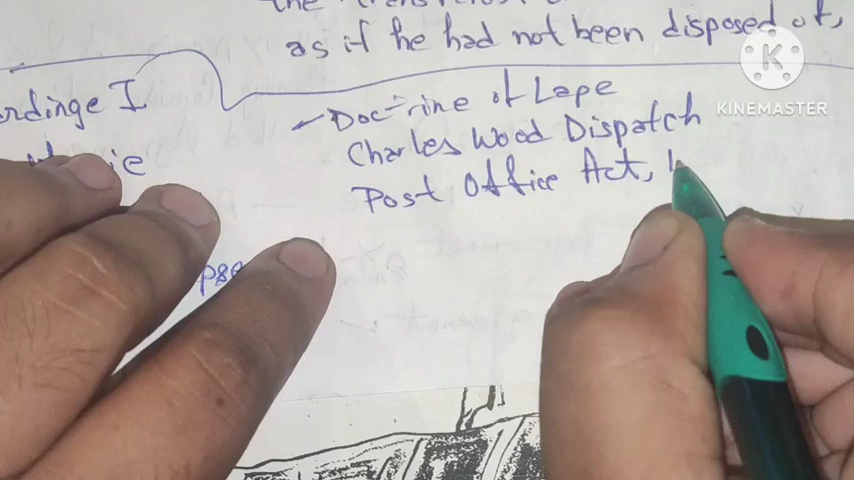 as if he had not been disposed of,
rdinge I
Doctrine of Lape
Charles Wood Dispatch
Post Office Act, 1
K
KINEMASTER